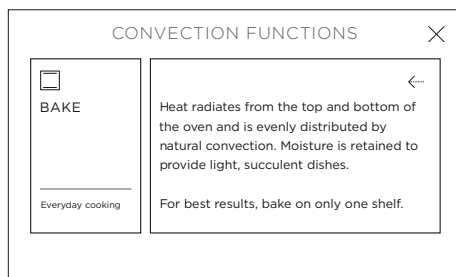 CONVECTION FUNCTIONS
BAKE
Everyday cooking
Heat radiates from the top and bottom of
the oven and is evenly distributed by
natural convection. Moisture is retained to
provide light, succulent dishes.
For best results, bake on only one shelf.